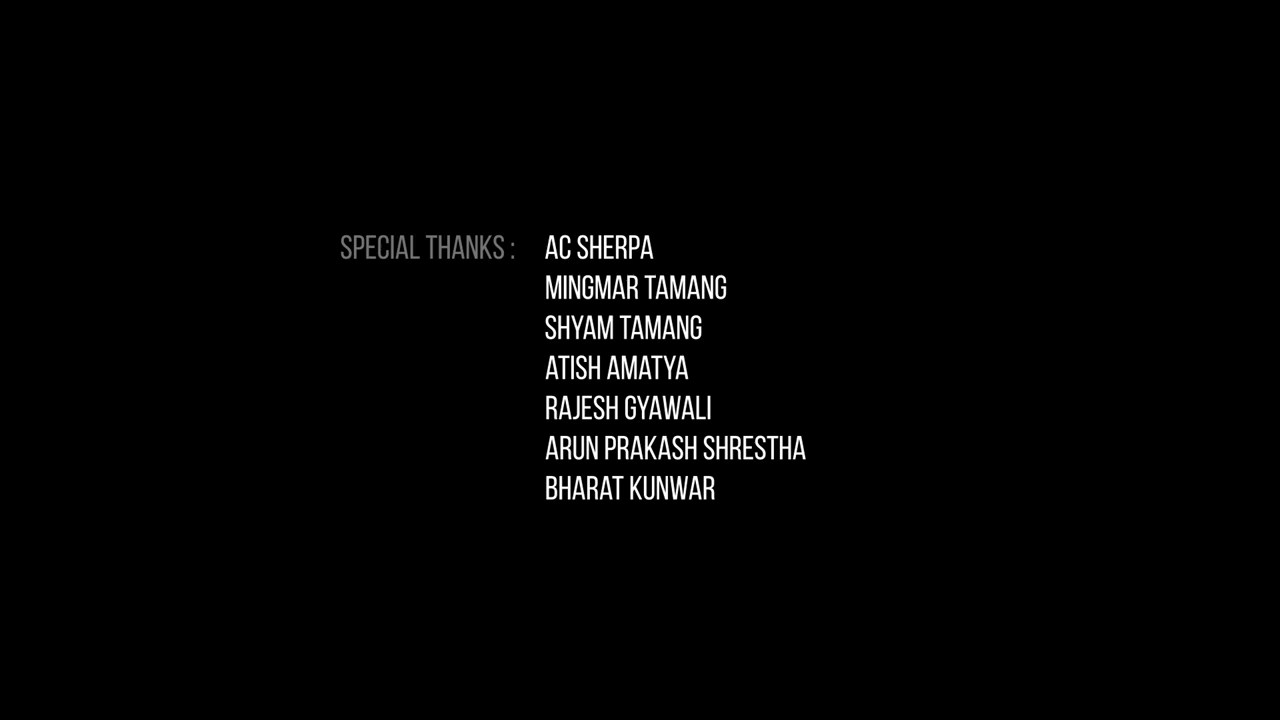 SPECIAL THANKS : AC SHERPA
MINGMAR TAMANG
SHYAM TAMANG
ATISH AMATYA
RAJESH GYAWALI
ARUN PRAKASH SHRESTHA
BHARAT KUNWAR